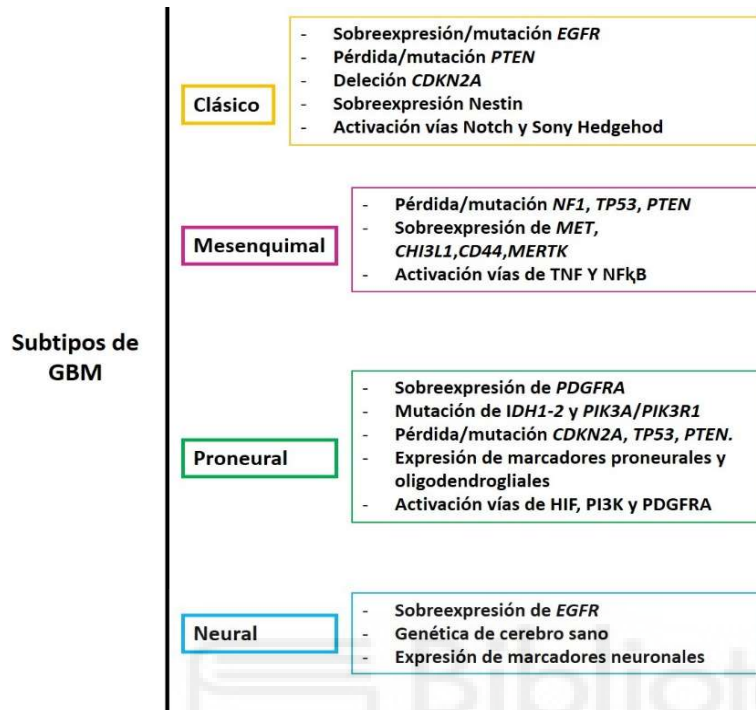 Subtipos de
GBM
Clásico
- Sobreexpresión/mutación EGFR
- Pérdida/mutación PTEN
- Deleción CDKN2A
- Sobreexpresión Nestin
- Activación vías Notch y Sony Hedgehod
Mesenquimal
- Pérdida/mutación NF1, TP53, PTEN
- Sobreexpresión de MET,
CHI3L1,CD44,MERTK
- Activación vías de TNF Y NFқB
Proneural
- Sobreexpresión de PDGFRA
- Mutación de IDH1-2 y PIK3A/PIK3R1
- Pérdida/mutación CDKN2A, TP53, PTEN.
- Expresión de marcadores proneurales y
oligodendrogliales
- Activación vías de HIF, PI3K y PDGFRA
Neural
- Sobreexpresión de EGFR
- Genética de cerebro sano
- Expresión de marcadores neuronales
Bibliot